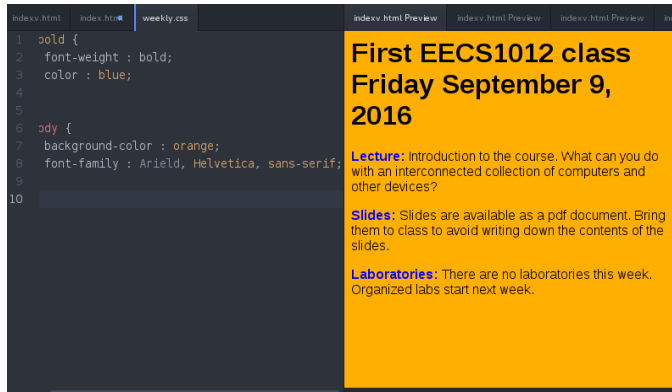 indexv.html index.html weekly.css indexv.html Preview indexv.html Preview indexv.html Preview
1 bold {
2 font-weight : bold;
3 color : blue;
4
5
6 ody {
7 background-color : orange;
8 font-family : Arield, Helvetica, sans-serif;
9
10
First EECS1012 class
Friday September 9,
2016
Lecture: Introduction to the course. What can you do
with an interconnected collection of computers and
other devices?
Slides: Slides are available as a pdf document. Bring
them to class to avoid writing down the contents of the
slides.
Laboratories: There are no laboratories this week.
Organized labs start next week.